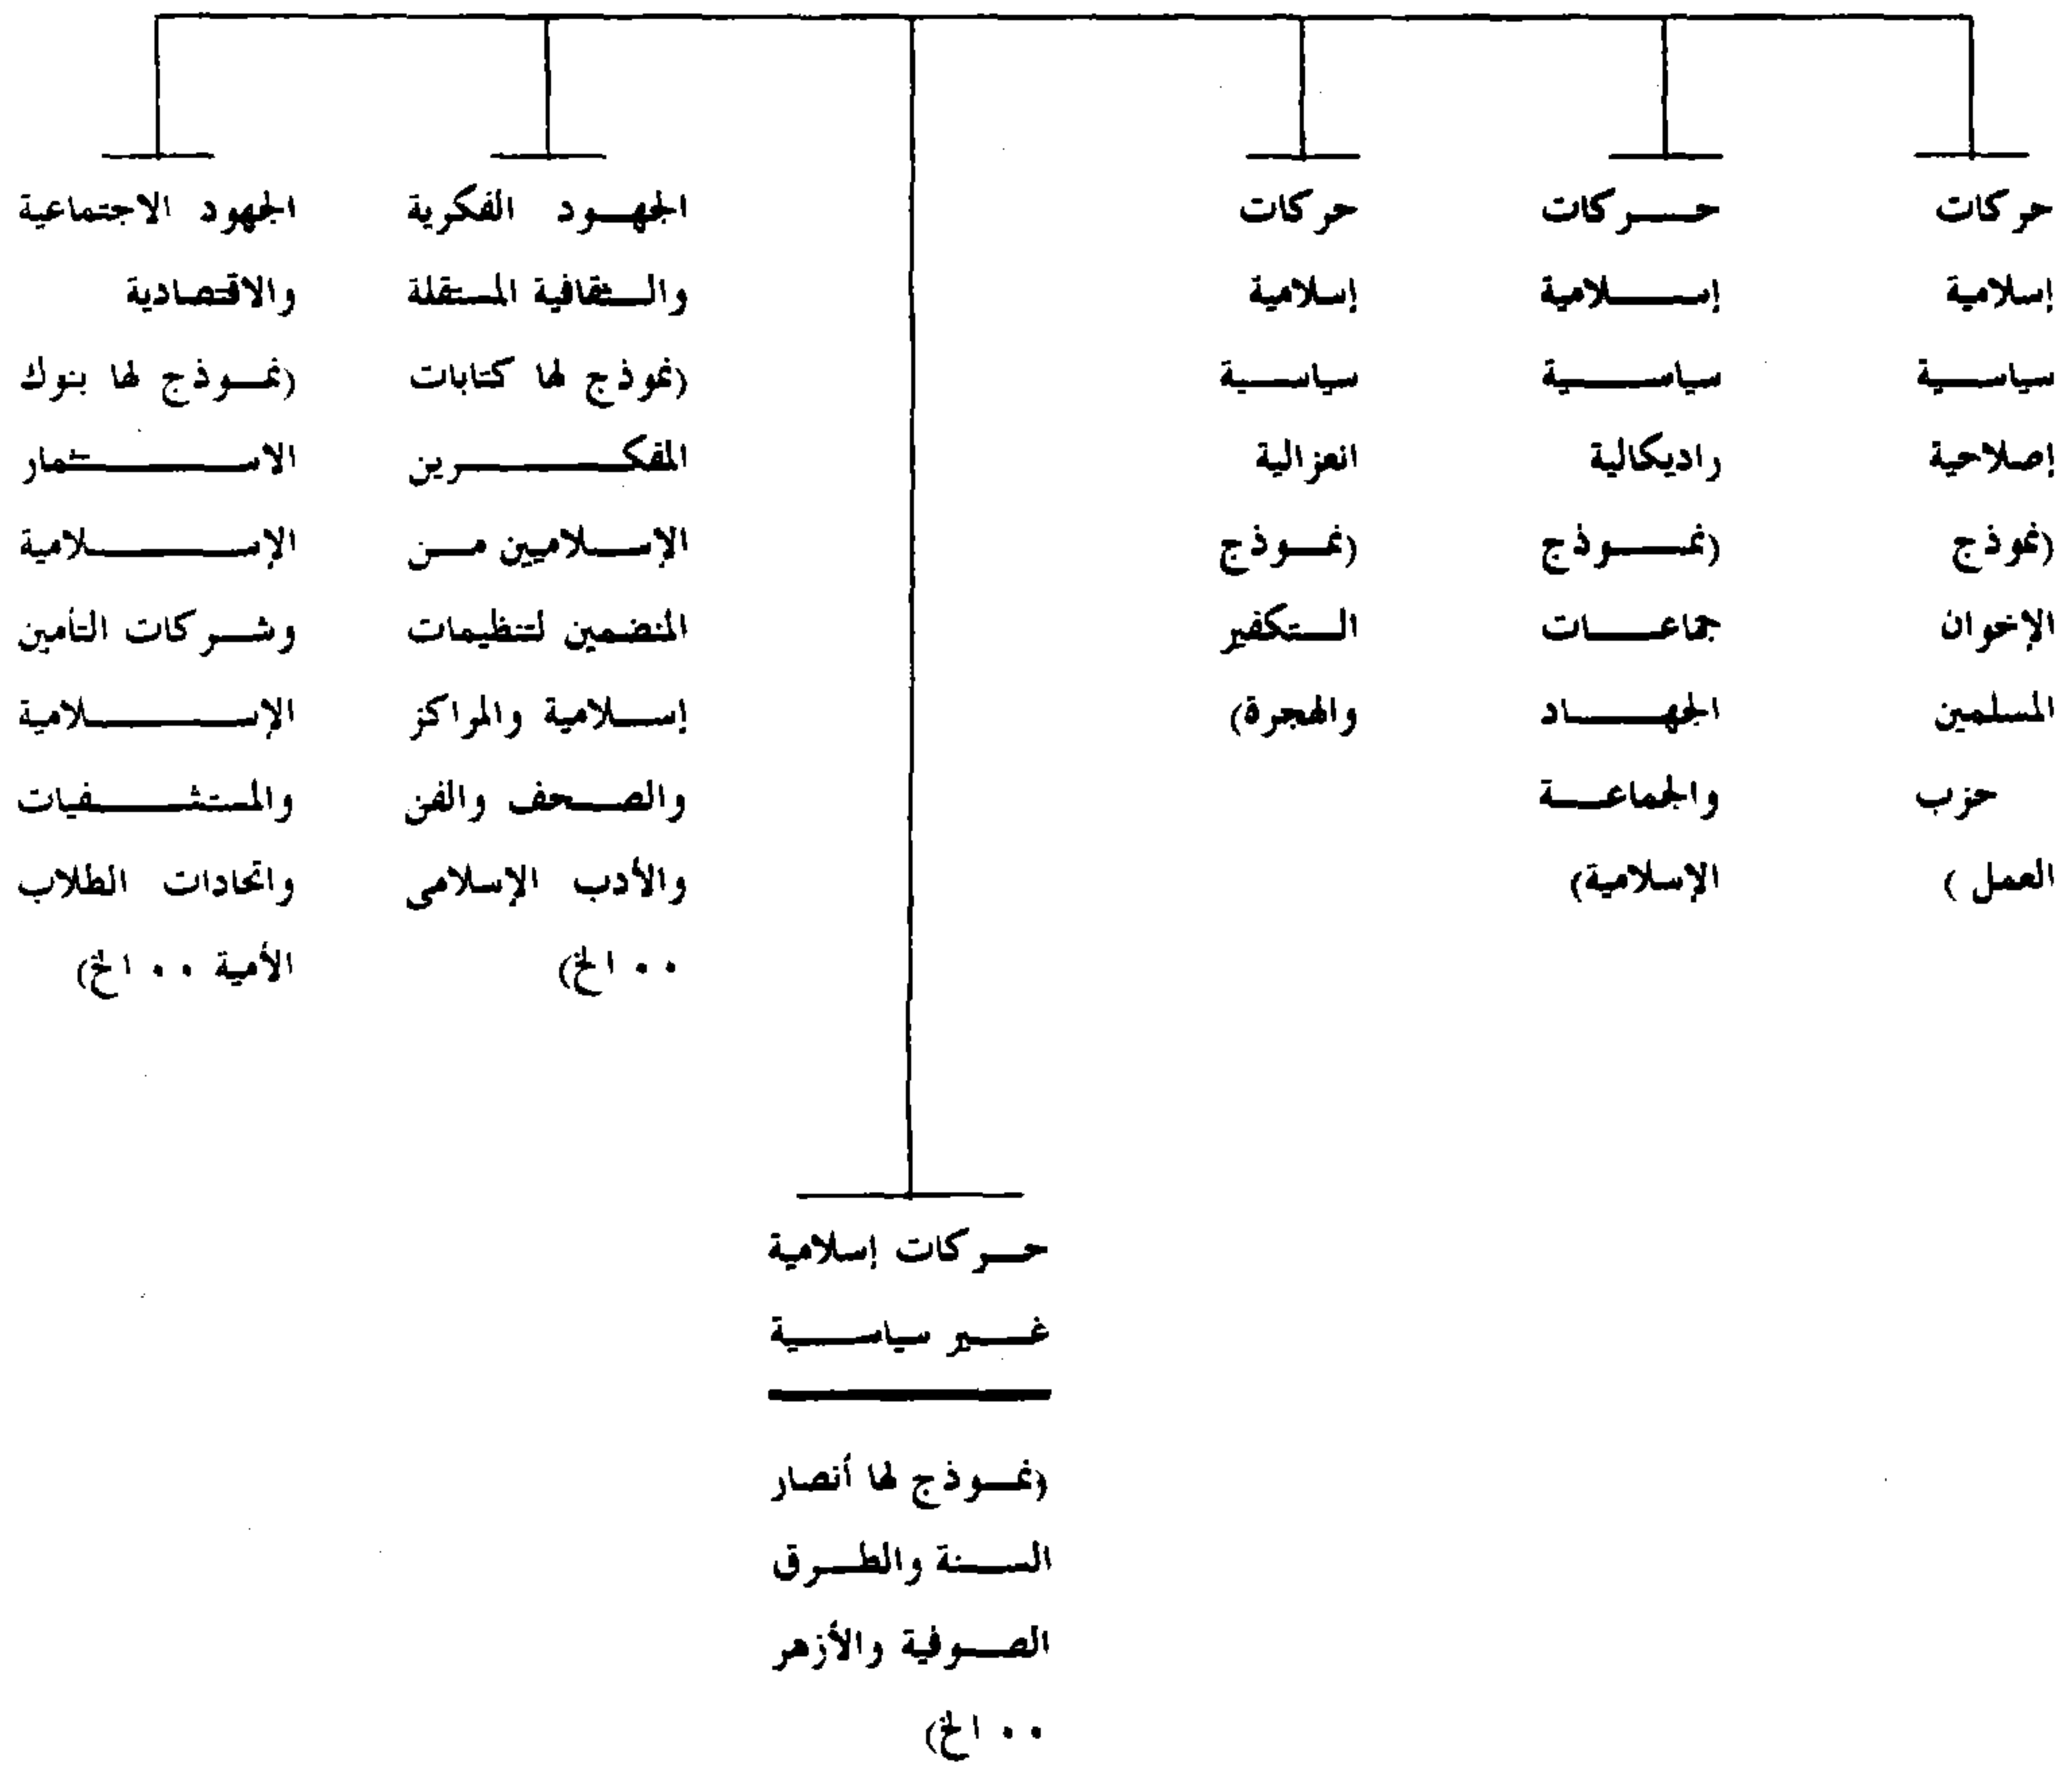 حركات
إسلامية
سياسية
إصلاحية
(نموذج
الإخوان
المسلمين
حزب
العمل )
حركات
إسلامية
سياسية
راديكالية
(نموذج
جماعات
الجهاد
والجماعة
الإسلامية)
حركات
إسلامية
سياسية
انعزالية
(نموذج
التكفير
والهجرة)
حركات إسلامية
غير سياسية
(نموذج لها أنصار
السنة والطرق
الصوفية والأزهر
٠٠ الخ)
الجهود الفكرية
والثقافية المستقلة
(نموذج لها كتابات
المفكرين
الإسلاميين من
المنضمين لتنظيمات
إسلامية والمراكز
والصحف والفن
والأدب الإسلامى
٠٠ الخ)
الجهود الاجتماعية
والاقتصادية
(نموذج لها بنوك
الاستثمار
الإسلامية
وشركات التأمين
الإسلامية
والمستشفيات
واتحادات الطلاب
الأمية ٠٠ الخ)